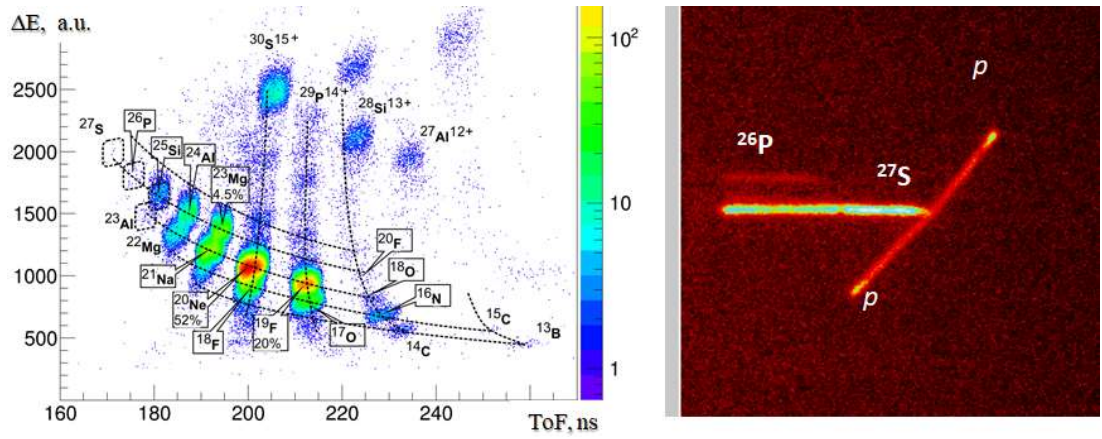 ΔE, a.u.
2500
2000
1500
1000
500
160
180
200
220
240
ToF, ns
10²
10
1
³⁰S¹⁵⁺
²⁹P¹⁴⁺
²⁸Si¹³⁺
²⁷Al¹²⁺
²⁷S
²⁶P
²⁵Si
²⁴Al
²³Mg
4.5%
²³Al
²²Mg
²¹Na
²⁰Ne
52%
¹⁸F
¹⁹F
20%
¹⁷O
²⁰F
¹⁸O
¹⁶N
¹⁴C
¹⁵C
¹³B
p
²⁶P
²⁷S
p